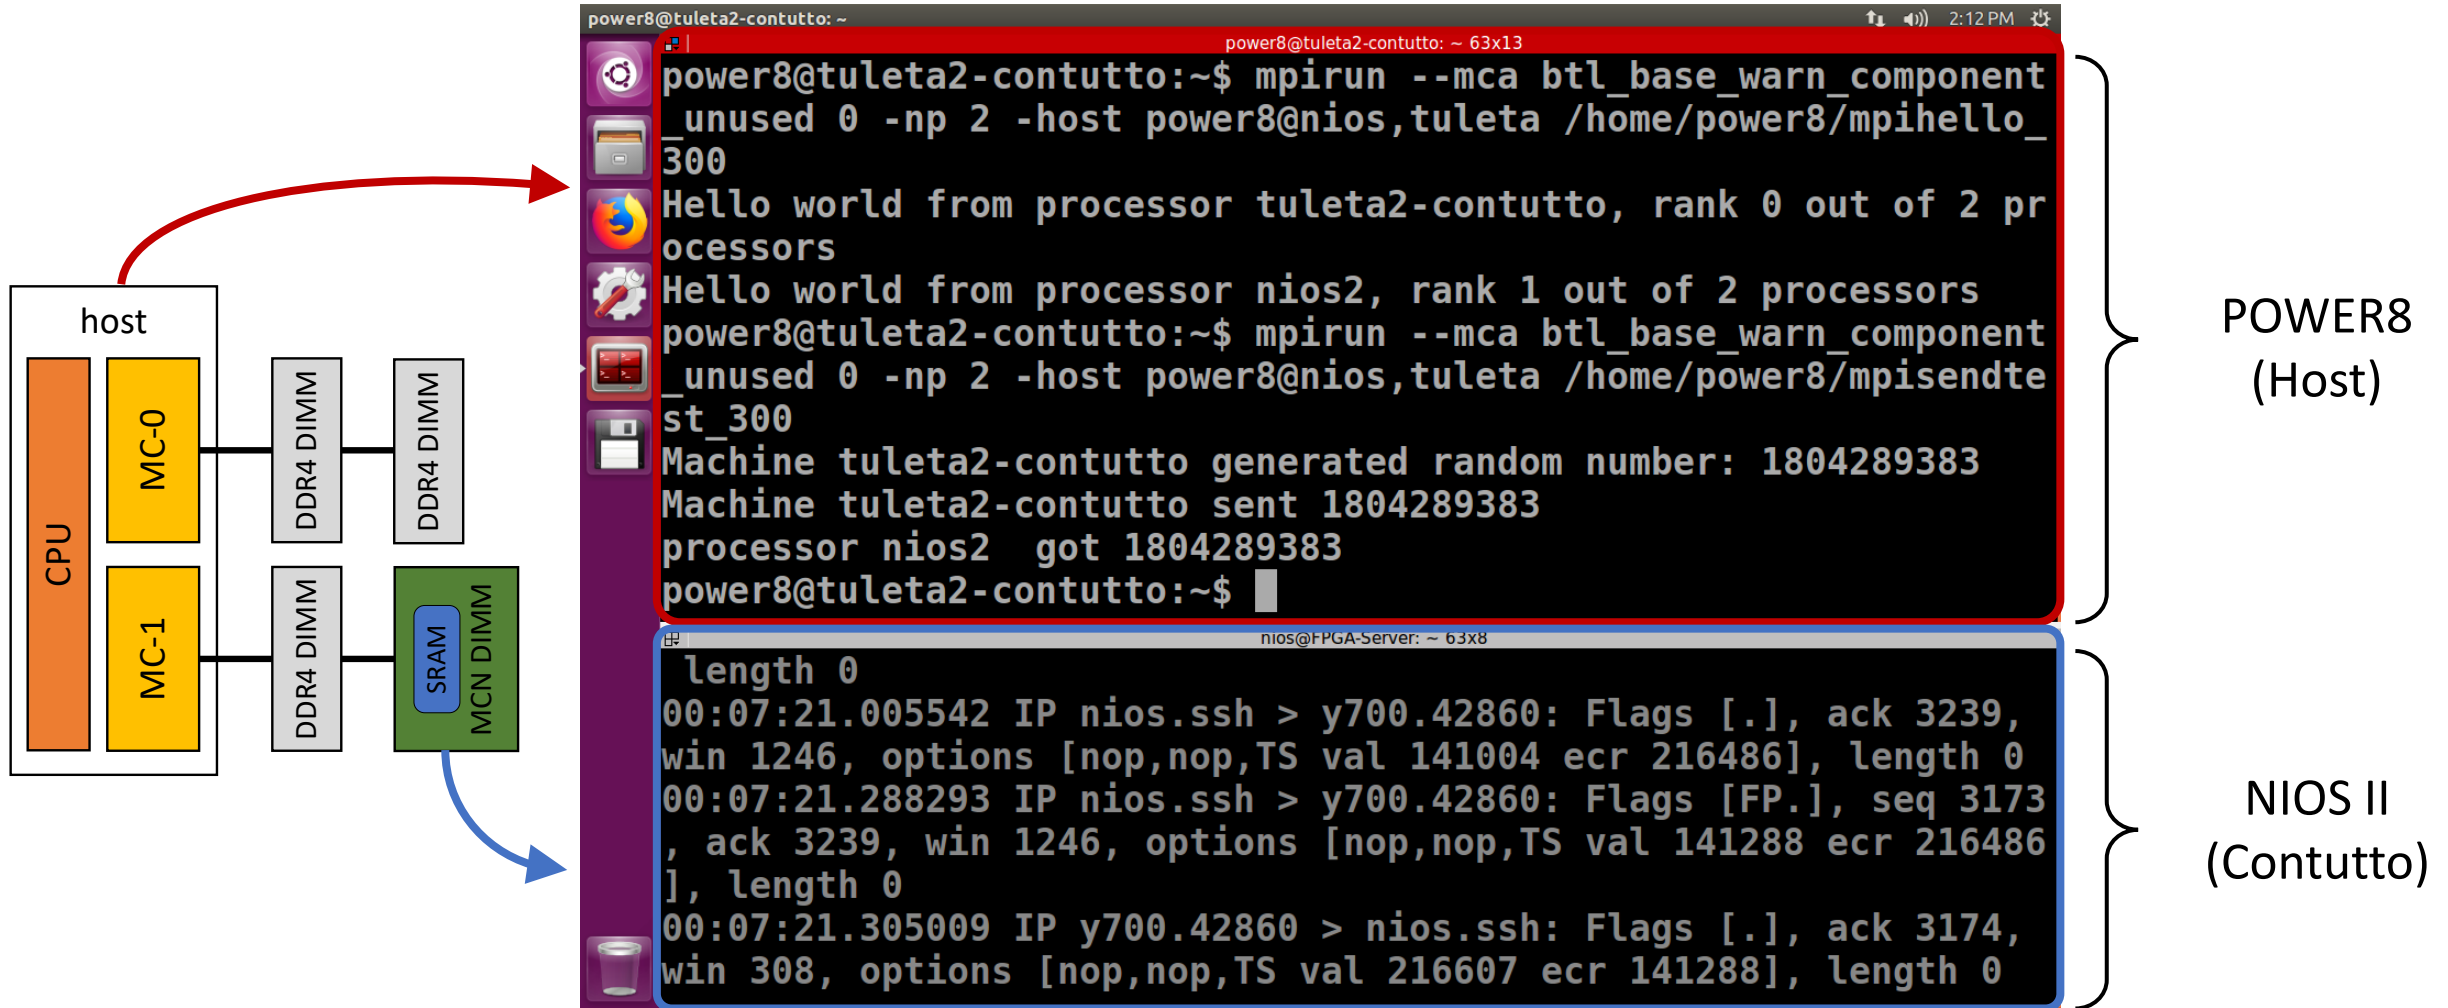 power8@tuleta2-contutto: ~
2:12 PM
power8@tuleta2-contutto: ~ 63x13
power8@tuleta2-contutto:~$ mpirun --mca btl_base_warn_component
_unused 0 -np 2 -host power8@nios,tuleta /home/power8/mpihello_
300
Hello world from processor tuleta2-contutto, rank 0 out of 2 pr
ocessors
Hello world from processor nios2, rank 1 out of 2 processors
power8@tuleta2-contutto:~$ mpirun --mca btl_base_warn_component
_unused 0 -np 2 -host power8@nios,tuleta /home/power8/mpisendte
st_300
Machine tuleta2-contutto generated random number: 1804289383
Machine tuleta2-contutto sent 1804289383
processor nios2  got 1804289383
power8@tuleta2-contutto:~$
nios@FPGA-Server: ~ 63x8
length 0
00:07:21.005542 IP nios.ssh > y700.42860: Flags [.], ack 3239,
win 1246, options [nop,nop,TS val 141004 ecr 216486], length 0
00:07:21.288293 IP nios.ssh > y700.42860: Flags [FP.], seq 3173
, ack 3239, win 1246, options [nop,nop,TS val 141288 ecr 216486
], length 0
00:07:21.305009 IP y700.42860 > nios.ssh: Flags [.], ack 3174,
win 308, options [nop,nop,TS val 216607 ecr 141288], length 0
host
CPU
MC-0
DDR4 DIMM
DDR4 DIMM
MC-1
DDR4 DIMM
SRAM
MCN DIMM
POWER8
(Host)
NIOS II
(Contutto)